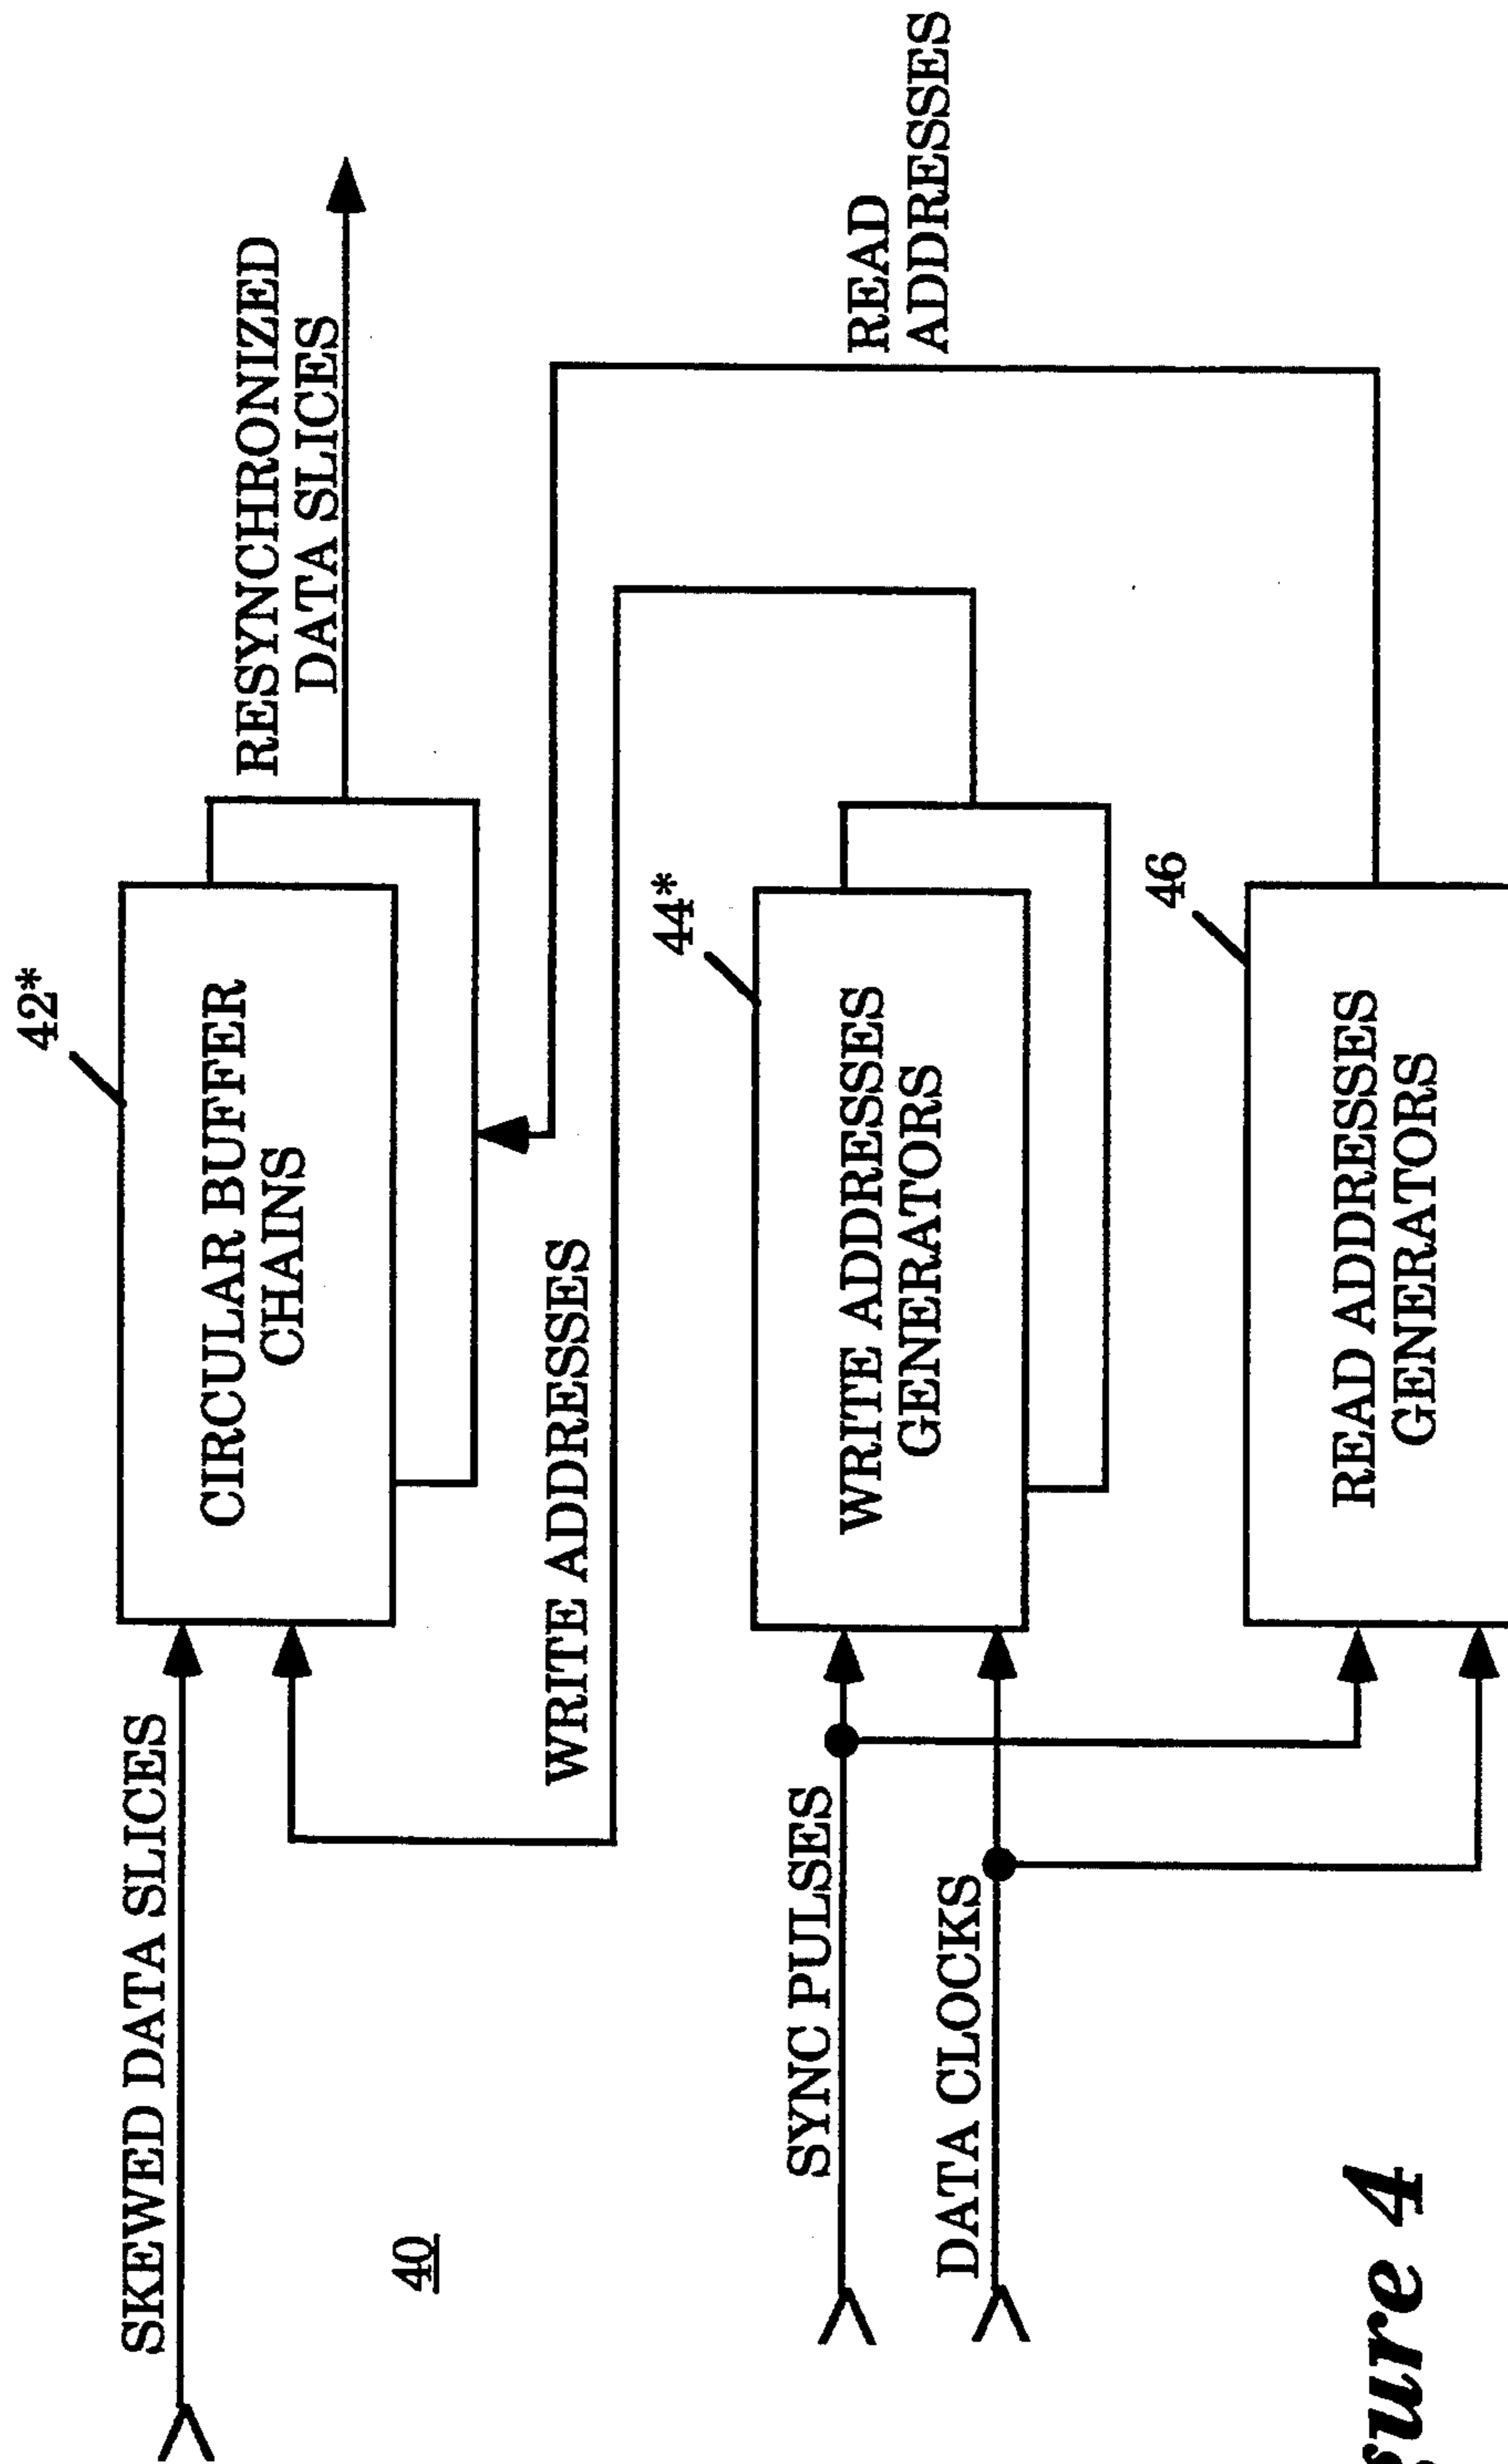 SKEWED DATA SLICES
42*
CIRCULAR BUFFER
CHAINS
RESYNCHRONIZED
DATA SLICES
40
WRITE ADDRESSES
READ
ADDRESSES
SYNC PULSES
DATA CLOCKS
44*
WRITE ADDRESSES
GENERATORS
46
READ ADDRESSES
GENERATORS
4